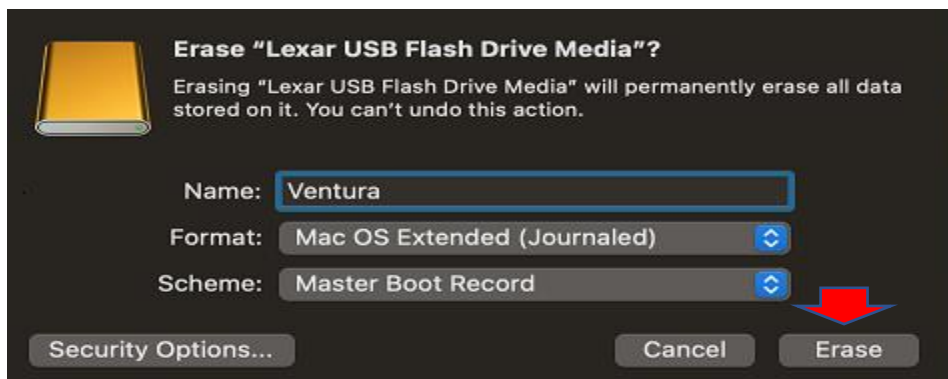 Erase “Lexar USB Flash Drive Media”?
Erasing “Lexar USB Flash Drive Media” will permanently erase all data
stored on it. You can’t undo this action.
Name: Ventura
Format: Mac OS Extended (Journaled)
Scheme: Master Boot Record
Security Options... Cancel Erase